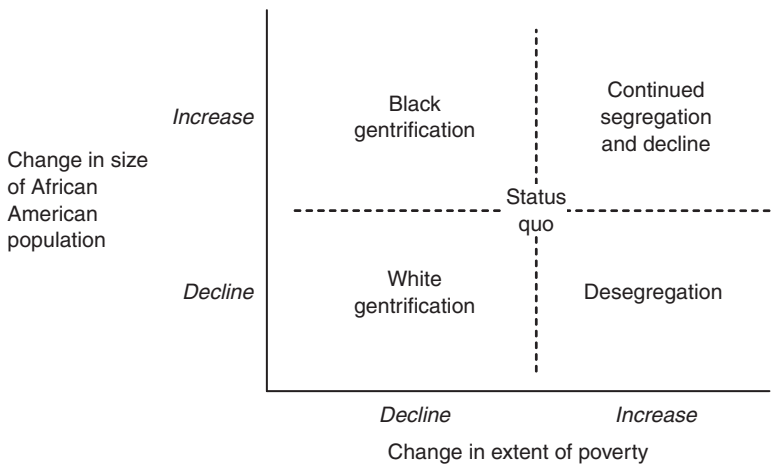 Change in size
of African
American
population
Increase
Decline
Black
gentrification
Continued
segregation
and decline
Status
quo
White
gentrification
Desegregation
Decline
Increase
Change in extent of poverty